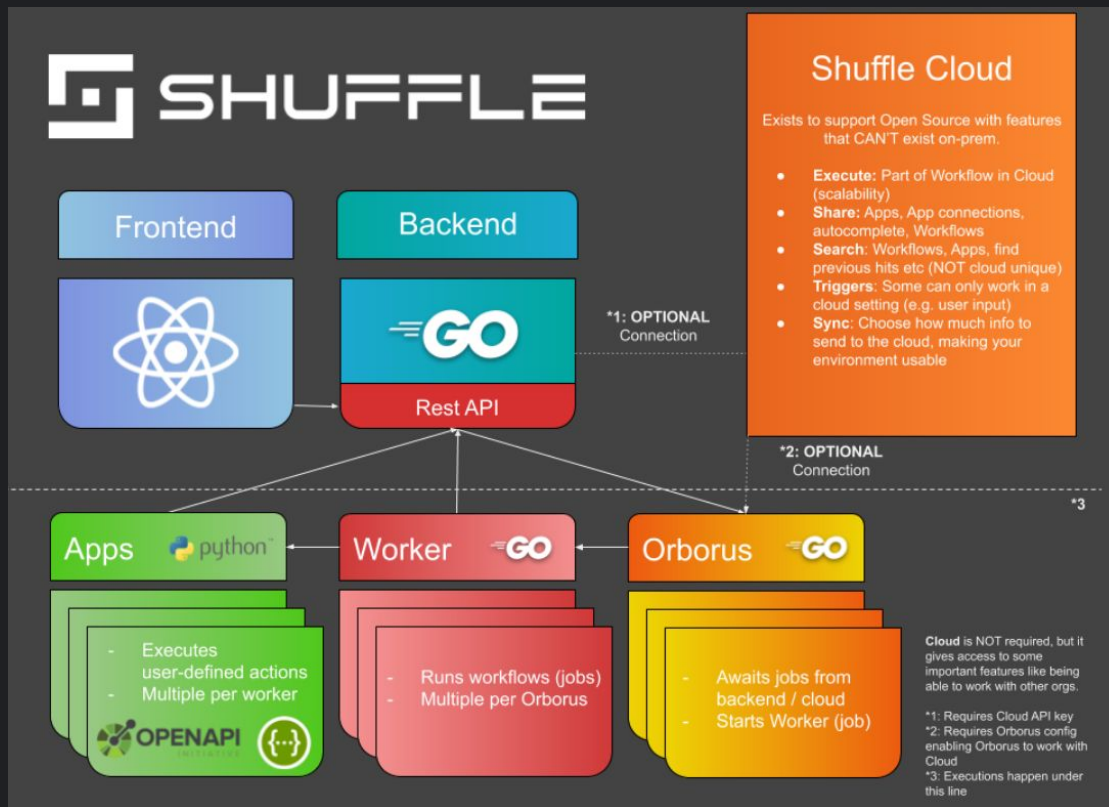 SHUFFLE
Frontend
Backend
GO
Rest API
*1: OPTIONAL
Connection
Shuffle Cloud
Exists to support Open Source with features
that CAN'T exist on-prem.
● Execute: Part of Workflow in Cloud
(scalability)
● Share: Apps, App connections,
autocomplete, Workflows
● Search: Workflows, Apps, find
previous hits etc (NOT cloud unique)
● Triggers: Some can only work in a
cloud setting (e.g. user input)
● Sync: Choose how much info to
send to the cloud, making your
environment usable
*2: OPTIONAL
Connection
*3
Apps python
Worker GO
Orborus GO
- Executes
user-defined actions
- Multiple per worker
OPENAPI
INITIATIVE
{...}
- Runs workflows (jobs)
- Multiple per Orborus
- Awaits jobs from
backend / cloud
- Starts Worker (job)
Cloud is NOT required, but it
gives access to some
important features like being
able to work with other orgs.
*1: Requires Cloud API key
*2: Requires Orborus config
enabling Orborus to work with
Cloud
*3: Executions happen under
this line